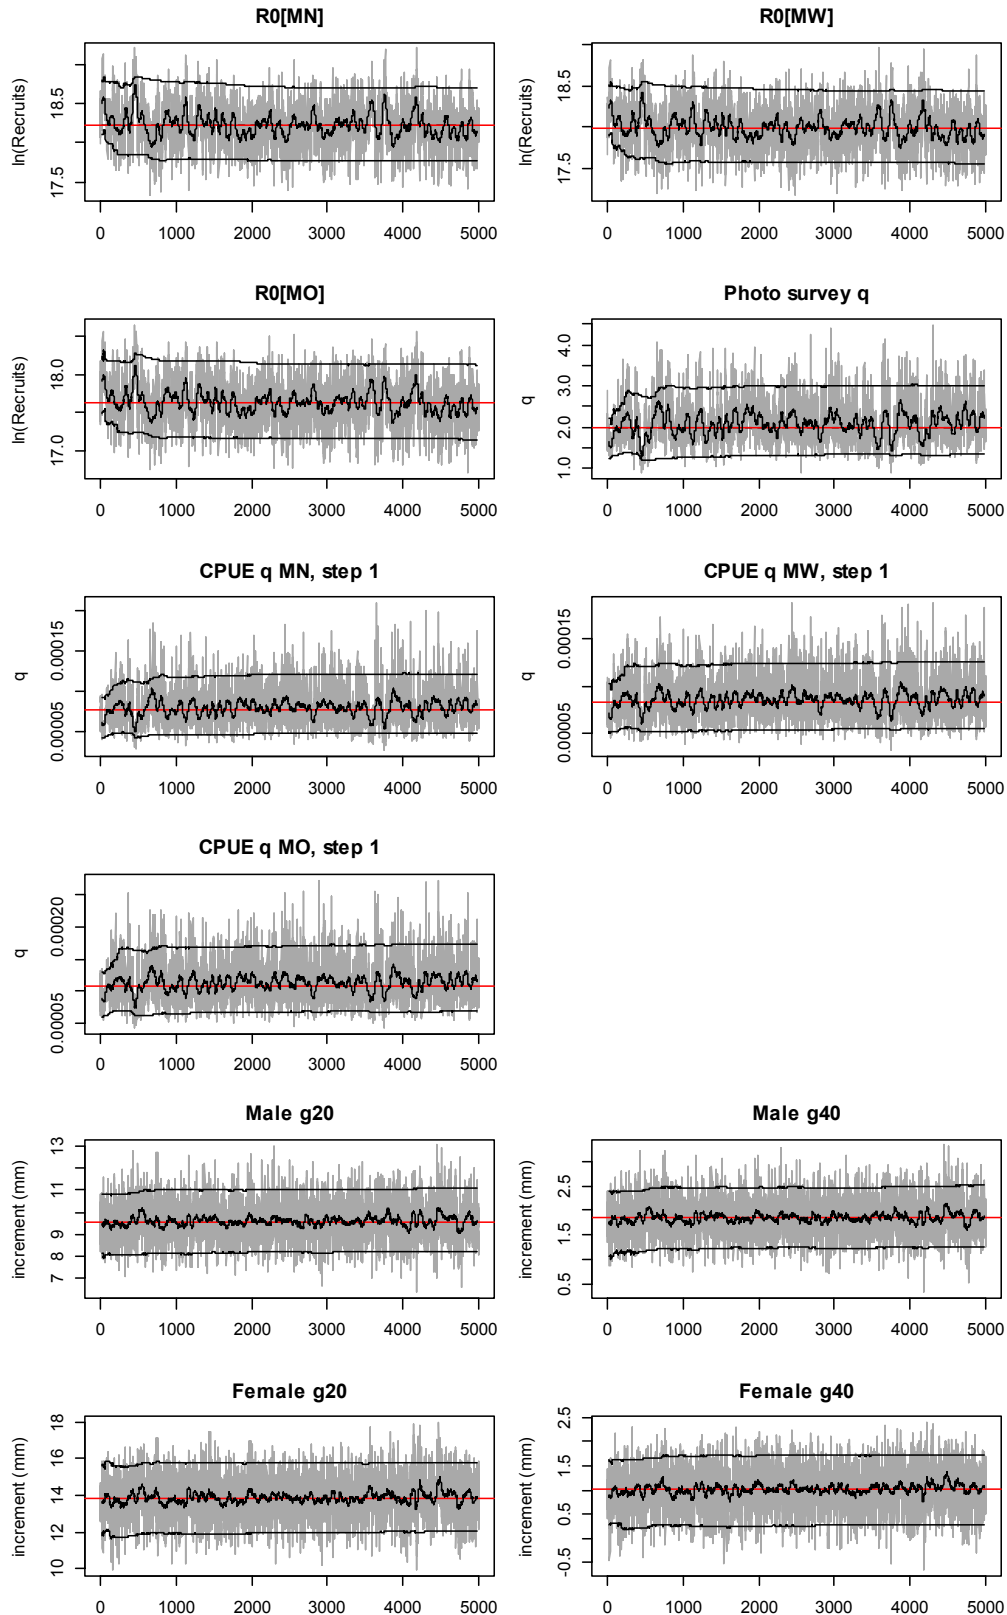 R0[MN]
ln(Recruits)
18.5
17.5
0 1000 2000 3000 4000 5000
R0[MW]
ln(Recruits)
18.5
17.5
0 1000 2000 3000 4000 5000
R0[MO]
ln(Recruits)
18.0
17.0
0 1000 2000 3000 4000 5000
Photo survey q
q
4.0
3.0
2.0
1.0
0 1000 2000 3000 4000 5000
CPUE q MN, step 1
q
0.00015
0.00005
0 1000 2000 3000 4000 5000
CPUE q MW, step 1
q
0.00015
0.00005
0 1000 2000 3000 4000 5000
CPUE q MO, step 1
q
0.00020
0.00005
0 1000 2000 3000 4000 5000
Male g20
increment (mm)
13
11
9
8
7
0 1000 2000 3000 4000 5000
Male g40
increment (mm)
2.5
1.5
0.5
0 1000 2000 3000 4000 5000
Female g20
increment (mm)
18
16
14
12
10
0 1000 2000 3000 4000 5000
Female g40
increment (mm)
2.5
1.5
0.5
-0.5
0 1000 2000 3000 4000 5000